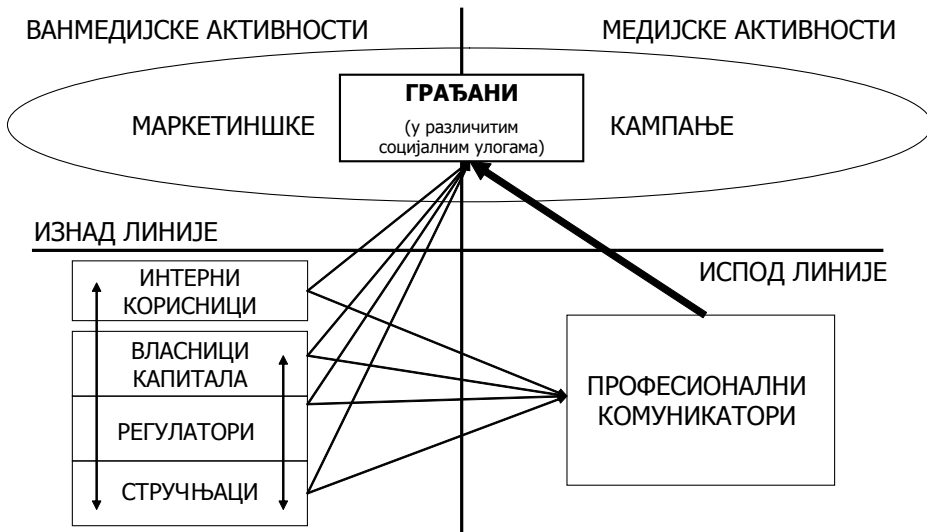 ВАНМЕДИЈСКЕ АКТИВНОСТИ
МЕДИЈСКЕ АКТИВНОСТИ
ГРАЂАНИ
(у различитим
социјалним улогама)
МАРКЕТИНШКЕ
КАМПАЊЕ
ИЗНАД ЛИНИЈЕ
ИСПОД ЛИНИЈЕ
ИНТЕРНИ
КОРИСНИЦИ
ВЛАСНИЦИ
КАПИТАЛА
РЕГУЛАТОРИ
СТРУЧЊАЦИ
ПРОФЕСИОНАЛНИ
КОМУНИКАТОРИ